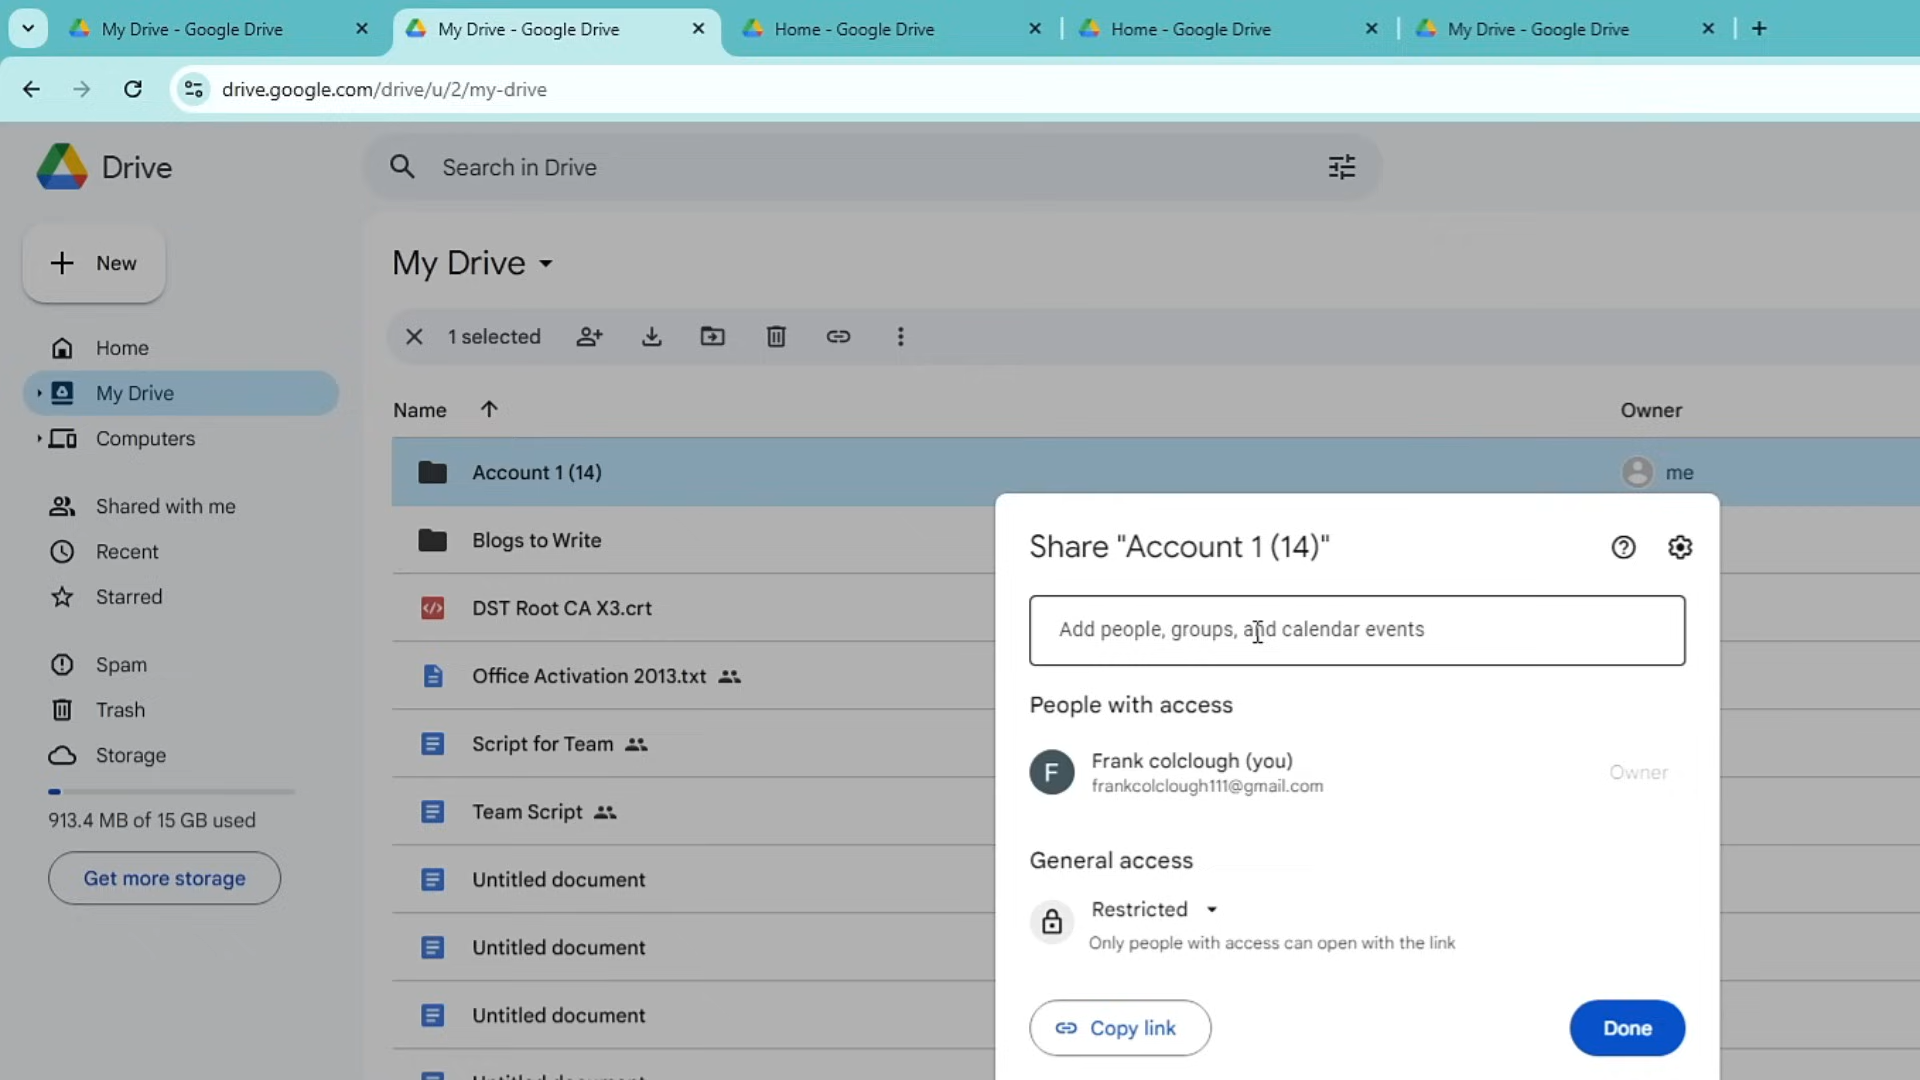 My Drive - Google Drive
My Drive - Google Drive
Home - Google Drive
Home - Google Drive
My Drive - Google Drive
drive.google.com/drive/u/2/my-drive
Drive
Search in Drive
New
My Drive
1 selected
Home
My Drive
Computers
Shared with me
Recent
Starred
Spam
Trash
Storage
913.4 MB of 15 GB used
Get more storage
Name
Owner
Account 1 (14)
me
Blogs to Write
DST Root CA X3.crt
Office Activation 2013.txt
Script for Team
Team Script
Untitled document
Untitled document
Untitled document
Untitled document
Share "Account 1 (14)"
Add people, groups, and calendar events
People with access
F
Frank colclough (you)
frankcolclough111@gmail.com
Owner
General access
Restricted
Only people with access can open with the link
Copy link
Done